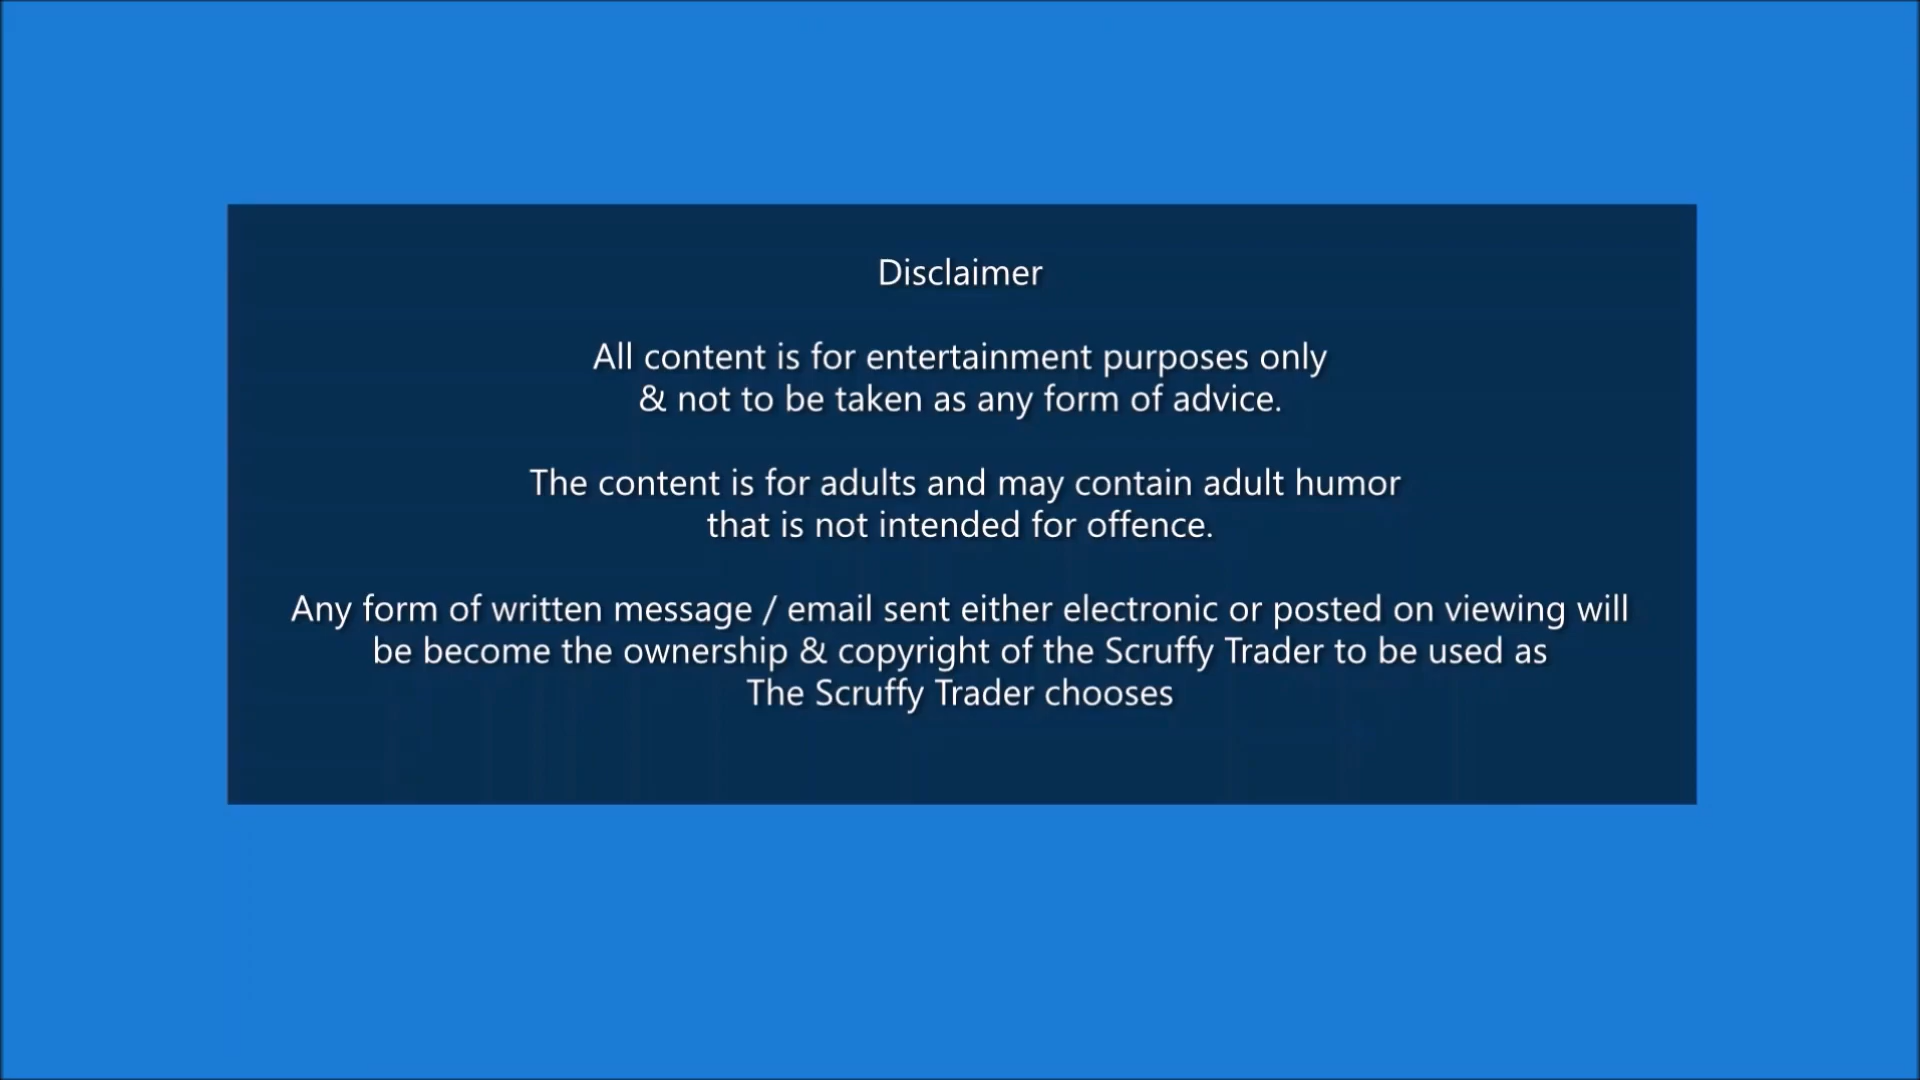 Disclaimer
All content is for entertainment purposes only
& not to be taken as any form of advice.
The content is for adults and may contain adult humor
that is not intended for offence.
Any form of written message / email sent either electronic or posted on viewing will
be become the ownership & copyright of the Scruffy Trader to be used as
The Scruffy Trader chooses